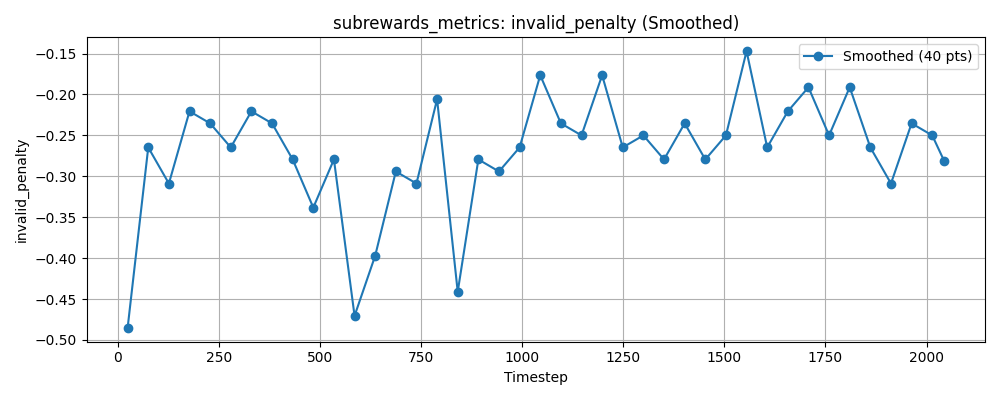 subrewards_metrics: invalid_penalty (Smoothed)
Smoothed (40 pts)
invalid_penalty
−0.15
−0.20
−0.25
−0.30
−0.35
−0.40
−0.45
−0.50
0 250 500 750 1000 1250 1500 1750 2000
Timestep